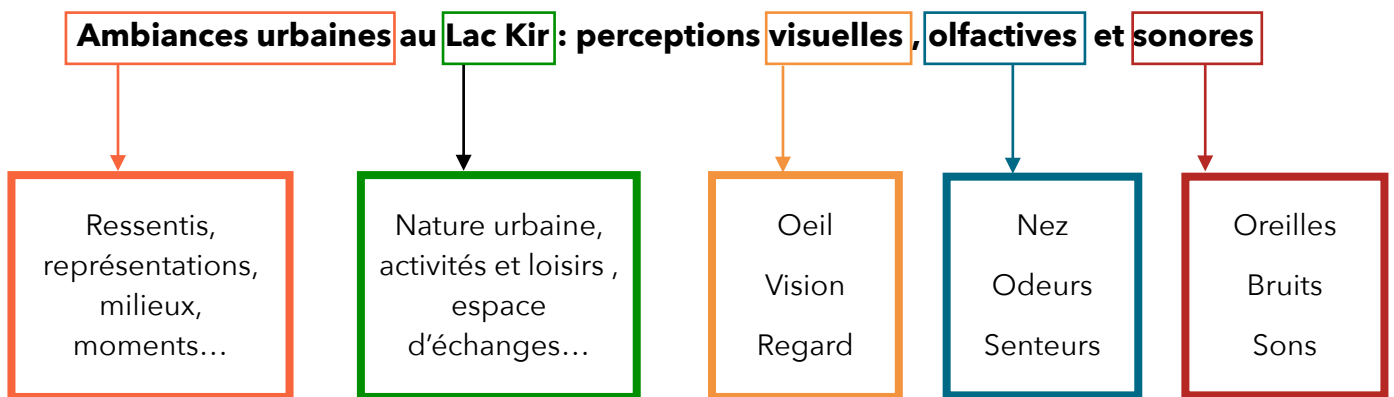 Ambiances urbaines au Lac Kir : perceptions visuelles , olfactives et sonores
Ressentis,
représentations,
milieux,
moments…
Nature urbaine,
activités et loisirs ,
espace
d’échanges…
Oeil
Vision
Regard
Nez
Odeurs
Senteurs
Oreilles
Bruits
Sons